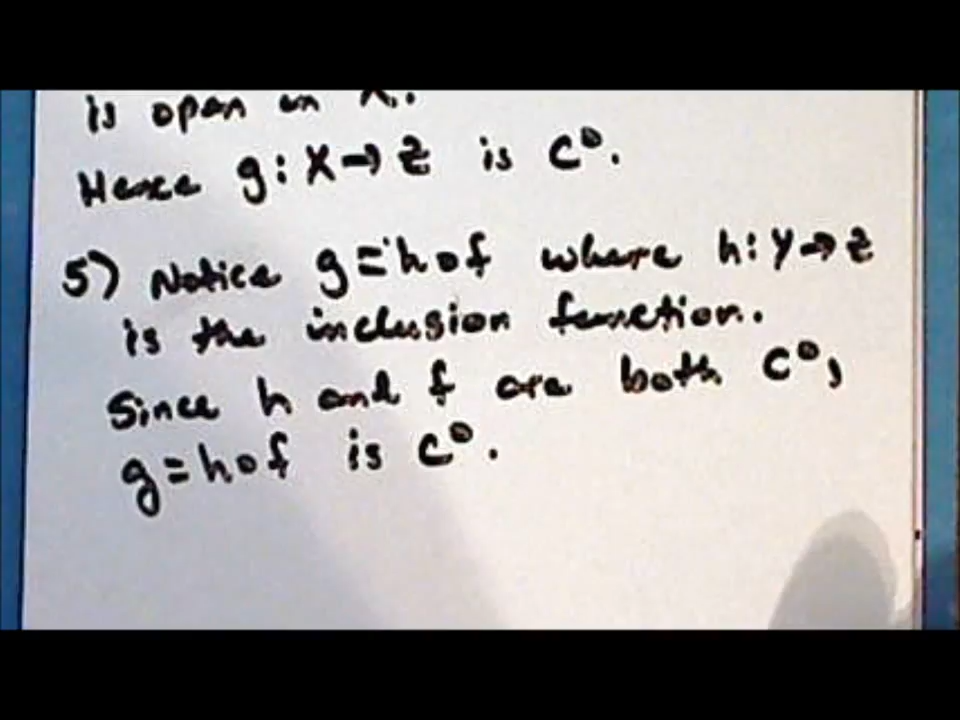 is open in X.
Hence g: X → Z is C⁰.
5) Notice g = h∘f where h: Y → Z
is the inclusion function.
Since h and f are both C⁰,
g = h∘f is C⁰.